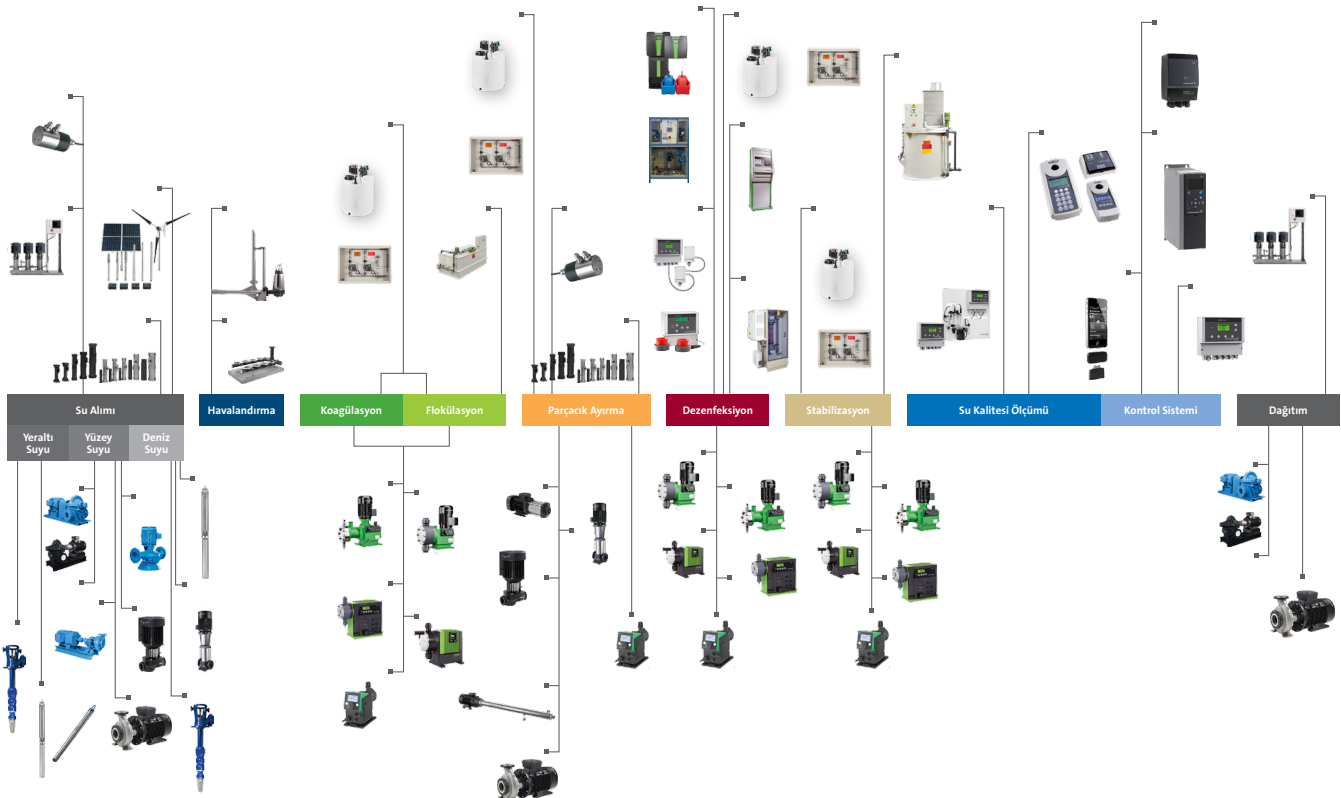 Su Alımı
Havalandırma
Koagülasyon
Flokülasyon
Parçacık Ayırma
Dezenfeksiyon
Stabilizasyon
Su Kalitesi Ölçümü
Kontrol Sistemi
Dağıtım
Yeraltı
Suyu
Yüzey
Suyu
Deniz
Suyu